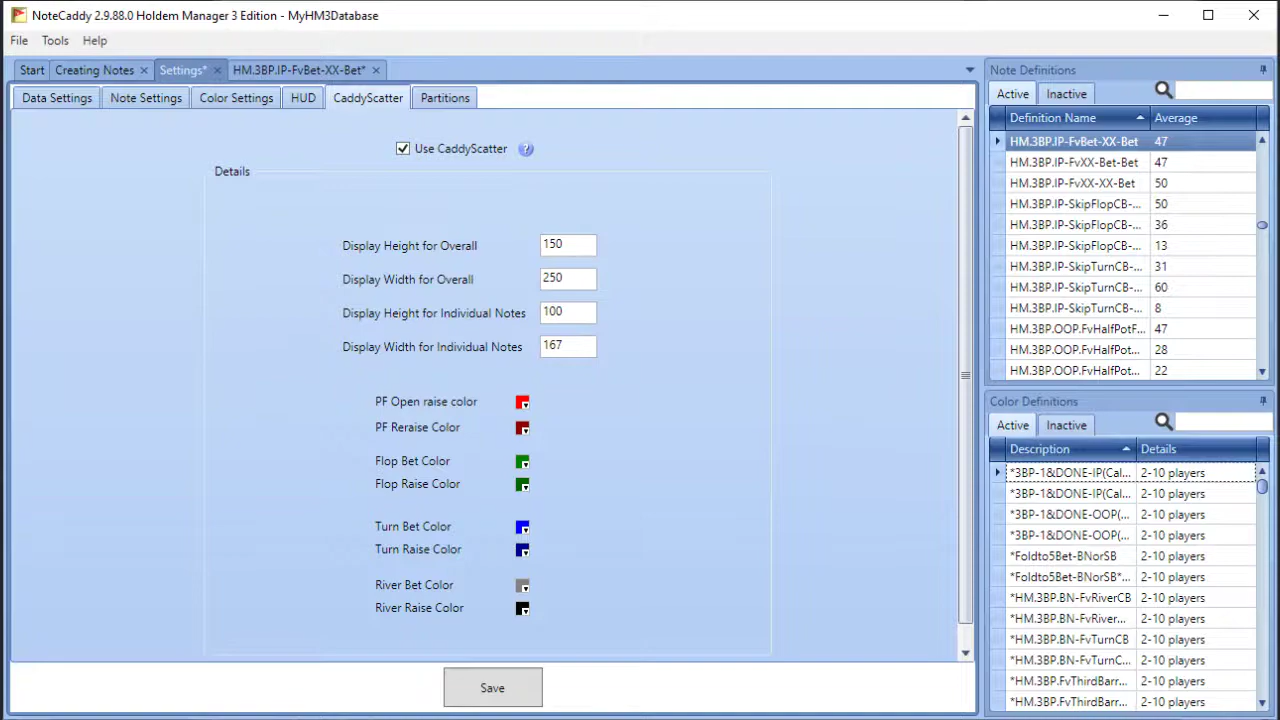 NoteCaddy 2.9.88.0 Holdem Manager 3 Edition - MyHM3Database
File Tools Help
Start Creating Notes Settings* HM.3BP.IP-FvBet-XX-Bet*
Data Settings Note Settings Color Settings HUD CaddyScatter Partitions
Use CaddyScatter
Details
Display Height for Overall 150
Display Width for Overall 250
Display Height for Individual Notes 100
Display Width for Individual Notes 167
PF Open raise color
PF Reraise Color
Flop Bet Color
Flop Raise Color
Turn Bet Color
Turn Raise Color
River Bet Color
River Raise Color
Save
Note Definitions
Active Inactive
Definition Name Average
HM.3BP.IP-FvBet-XX-Bet 47
HM.3BP.IP-FvXX-Bet-Bet 47
HM.3BP.IP-FvXX-XX-Bet 50
HM.3BP.IP-SkipFlopCB-... 50
HM.3BP.IP-SkipFlopCB-... 36
HM.3BP.IP-SkipFlopCB-... 13
HM.3BP.IP-SkipTurnCB-... 31
HM.3BP.IP-SkipTurnCB-... 60
HM.3BP.IP-SkipTurnCB-... 8
HM.3BP.OOP.FvHalfPotF... 47
HM.3BP.OOP.FvHalfPot... 28
HM.3BP.OOP.FvHalfPot... 22
Color Definitions
Active Inactive
Description Details
*3BP-1&DONE-IP(Cal... 2-10 players
*3BP-1&DONE-IP(Cal... 2-10 players
*3BP-1&DONE-OOP(... 2-10 players
*3BP-1&DONE-OOP(... 2-10 players
*Foldto5Bet-BNorSB 2-10 players
*Foldto5Bet-BNorSB*... 2-10 players
*HM.3BP.BN-FvRiverCB 2-10 players
*HM.3BP.BN-FvRiver... 2-10 players
*HM.3BP.BN-FvTurnCB 2-10 players
*HM.3BP.BN-FvTurnC... 2-10 players
*HM.3BP.FvThirdBarr... 2-10 players
*HM.3BP.FvThirdBarr... 2-10 players